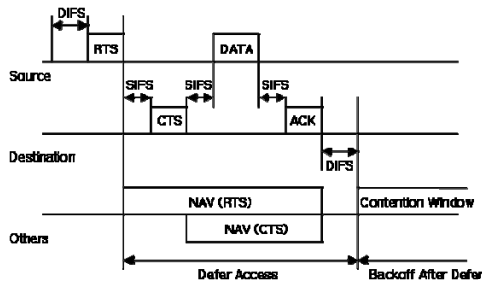 DIFS
RTS
DATA
Source
SIFS
SIFS
SIFS
CTS
ACK
Destination
DIFS
NAV (RTS)
Contention Window
NAV (CTS)
Others
Defer Access
Backoff After Defer